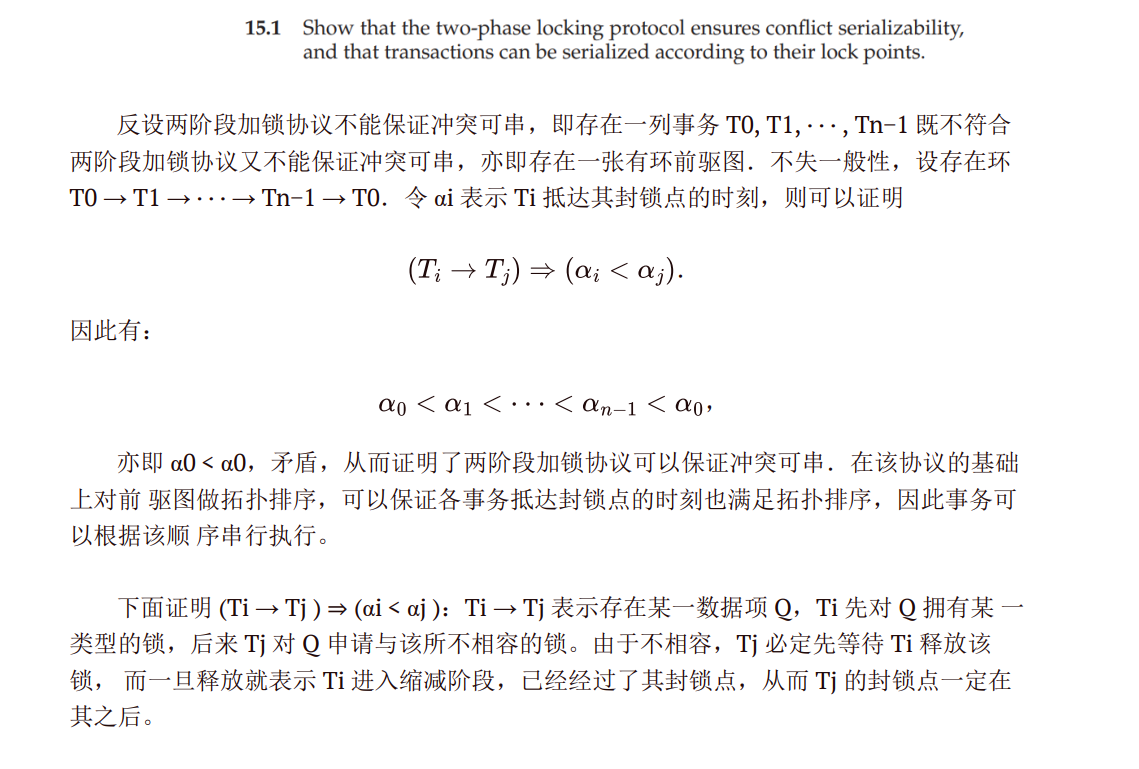 15.1 Show that the two-phase locking protocol ensures conflict serializability,
and that transactions can be serialized according to their lock points.
反设两阶段加锁协议不能保证冲突可串，即存在一列事务 T0, T1, · · · , Tn−1 既不符合
两阶段加锁协议又不能保证冲突可串，亦即存在一张有环前驱图．不失一般性，设存在环
T0 → T1 → · · · → Tn−1 → T0．令 αi 表示 Ti 抵达其封锁点的时刻，则可以证明
(Ti → Tj) ⇒ (αi < αj).
因此有：
α0 < α1 < · · · < αn−1 < α0，
亦即 α0 < α0，矛盾，从而证明了两阶段加锁协议可以保证冲突可串．在该协议的基础
上对前 驱图做拓扑排序，可以保证各事务抵达封锁点的时刻也满足拓扑排序，因此事务可
以根据该顺 序串行执行。
下面证明 (Ti → Tj ) ⇒ (αi < αj )：Ti → Tj 表示存在某一数据项 Q，Ti 先对 Q 拥有某 一
类型的锁，后来 Tj 对 Q 申请与该所不相容的锁。由于不相容，Tj 必定先等待 Ti 释放该
锁， 而一旦释放就表示 Ti 进入缩减阶段，已经经过了其封锁点，从而 Tj 的封锁点一定在
其之后。